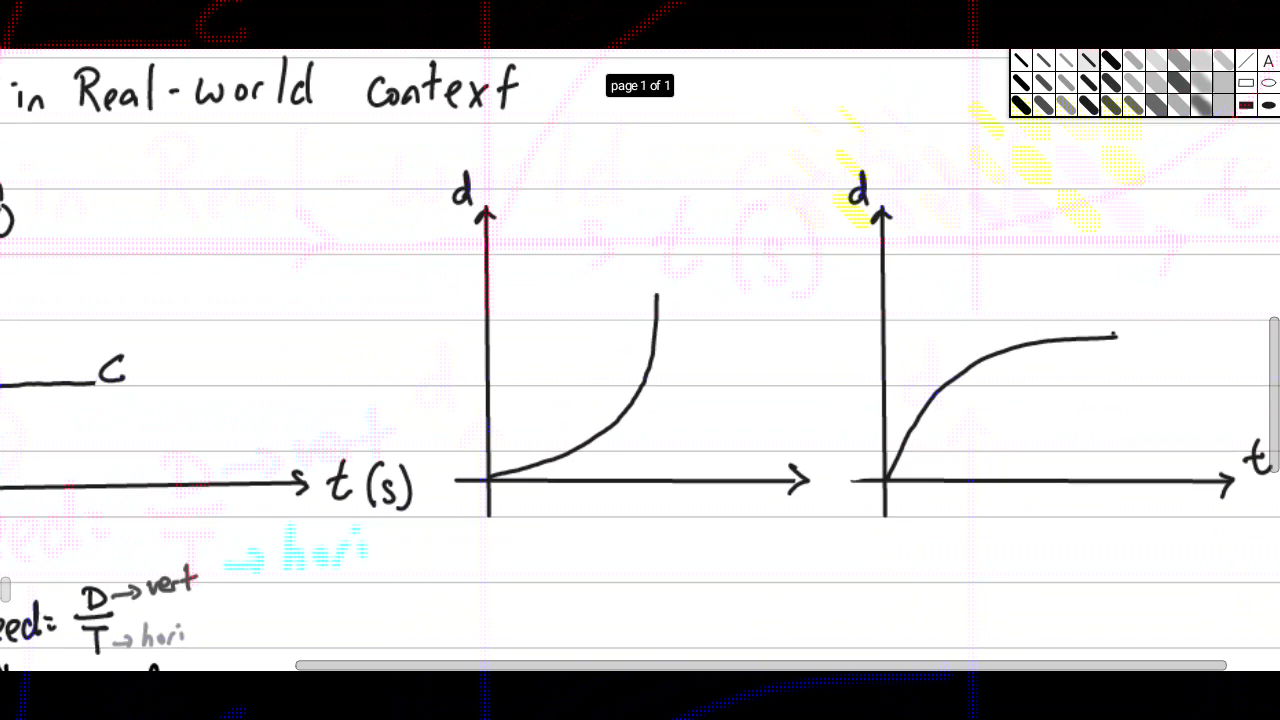 in Real-world Context
page 1 of 1
A
d
d
C
t (s)
t
eed = D → vert
T → hori